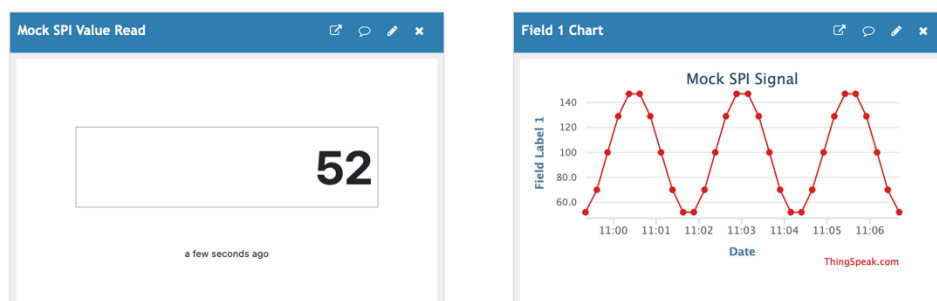 Mock SPI Value Read
52
a few seconds ago
Field 1 Chart
Mock SPI Signal
Field Label 1
140
120
100
80.0
60.0
11:00 11:01 11:02 11:03 11:04 11:05 11:06
Date
ThingSpeak.com